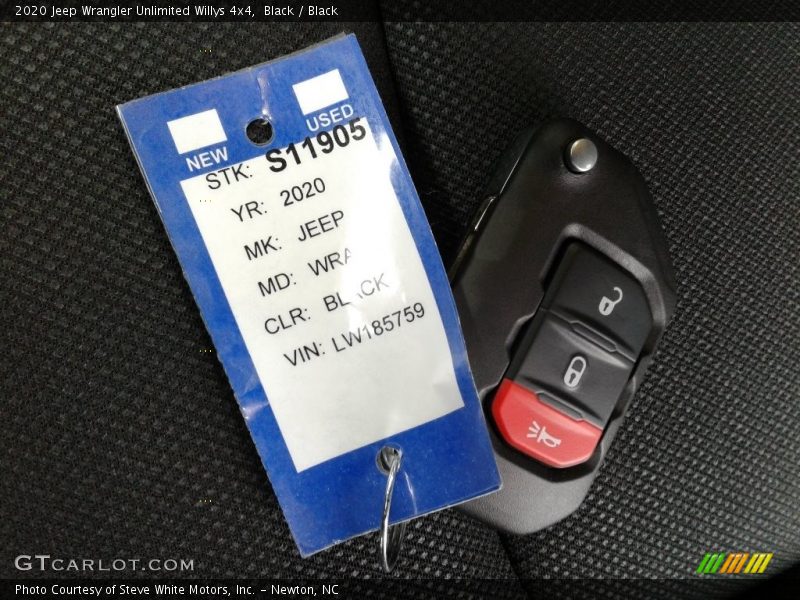 2020 Jeep Wrangler Unlimited Willys 4x4, Black / Black
NEW
USED
STK: S11905
YR: 2020
MK: JEEP
MD: WRA
CLR: BLACK
VIN: LW185759
GTCARLOT.COM
Photo Courtesy of Steve White Motors, Inc. – Newton, NC